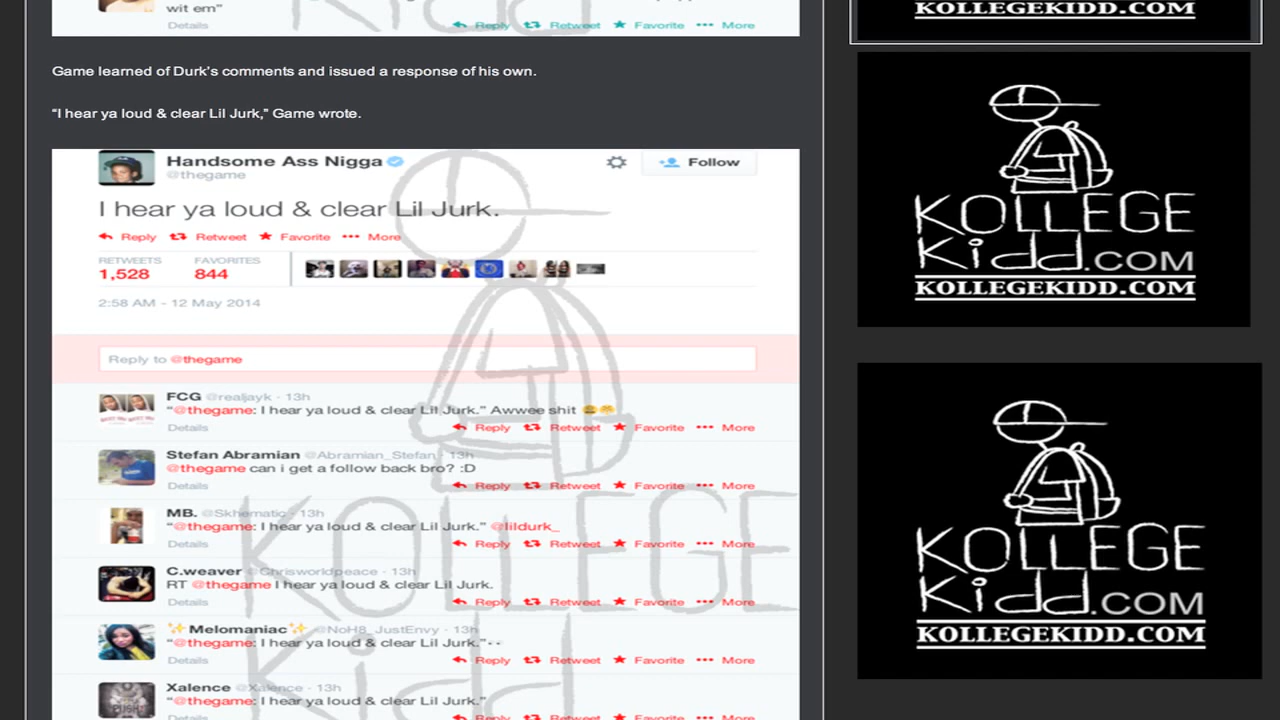 wit em"
Details
Reply Retweet Favorite More
Game learned of Durk's comments and issued a response of his own.
"I hear ya loud & clear Lil Jurk," Game wrote.
Handsome Ass Nigga
@thegame
Follow
I hear ya loud & clear Lil Jurk.
Reply Retweet Favorite More
RETWEETS FAVORITES
1,528 844
2:58 AM - 12 May 2014
Reply to @thegame
FCG @realjayk · 13h
"@thegame: I hear ya loud & clear Lil Jurk." Awwee shit
Details
Reply Retweet Favorite More
Stefan Abramian @Abramian_Stefan · 13h
@thegame can i get a follow back bro? :D
Details
Reply Retweet Favorite More
MB. @Skhematic · 13h
"@thegame: I hear ya loud & clear Lil Jurk." @lildurk_
Details
Reply Retweet Favorite More
C.weaver @Chrisworldpeace · 13h
RT @thegame I hear ya loud & clear Lil Jurk.
Details
Reply Retweet Favorite More
✨Melomaniac✨ @NoH8_JustEnvy · 13h
"@thegame: I hear ya loud & clear Lil Jurk."
Details
Reply Retweet Favorite More
Xalence @Xalence · 13h
"@thegame: I hear ya loud & clear Lil Jurk."
Details
Reply Retweet Favorite More
KOLLEGE
Kidd
KOLLEGEKIDD.COM
KOLLEGE
Kidd.COM
KOLLEGEKIDD.COM
KOLLEGE
Kidd.COM
KOLLEGEKIDD.COM